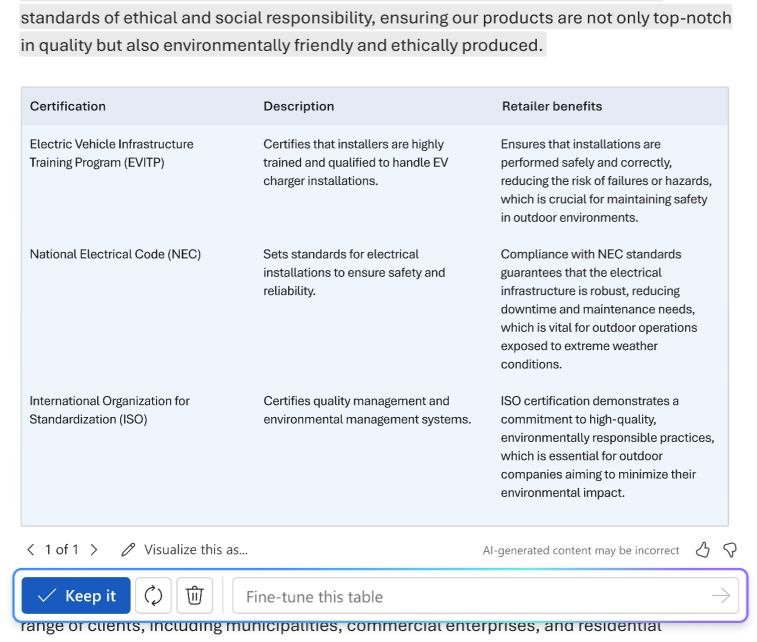 standards of ethical and social responsibility, ensuring our products are not only top-notch
in quality but also environmentally friendly and ethically produced.
Certification Description Retailer benefits
Electric Vehicle Infrastructure
Training Program (EVITP)
Certifies that installers are highly
trained and qualified to handle EV
charger installations.
Ensures that installations are
performed safely and correctly,
reducing the risk of failures or hazards,
which is crucial for maintaining safety
in outdoor environments.
National Electrical Code (NEC)
Sets standards for electrical
installations to ensure safety and
reliability.
Compliance with NEC standards
guarantees that the electrical
infrastructure is robust, reducing
downtime and maintenance needs,
which is vital for outdoor operations
exposed to extreme weather
conditions.
International Organization for
Standardization (ISO)
Certifies quality management and
environmental management systems.
ISO certification demonstrates a
commitment to high-quality,
environmentally responsible practices,
which is essential for outdoor
companies aiming to minimize their
environmental impact.
1 of 1 Visualize this as... AI-generated content may be incorrect
Keep it Fine-tune this table
range of clients, including municipalities, commercial enterprises, and residential